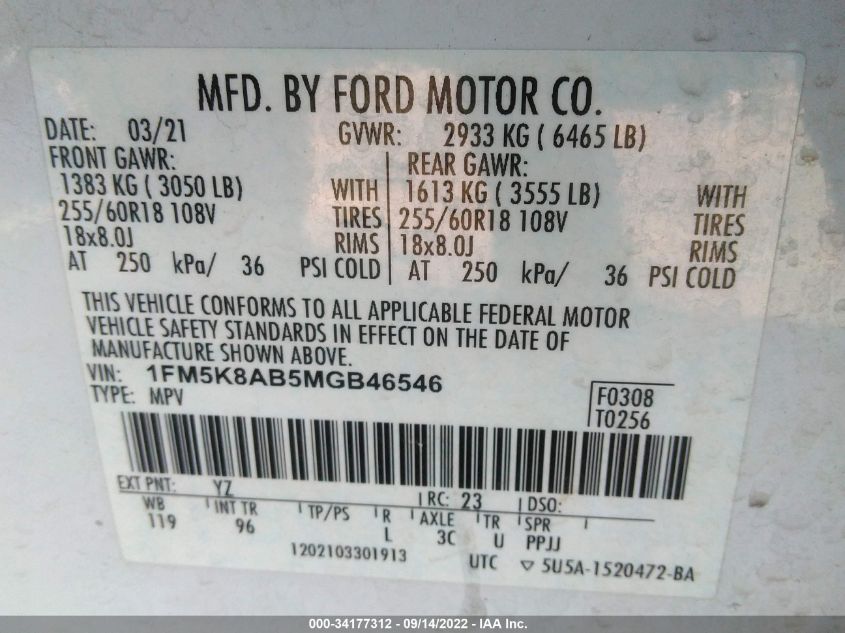 MFD. BY FORD MOTOR CO.
DATE: 03/21 GVWR: 2933 KG ( 6465 LB)
FRONT GAWR: REAR GAWR:
1383 KG ( 3050 LB) WITH 1613 KG ( 3555 LB) WITH
255/60R18 108V TIRES 255/60R18 108V TIRES
18x8.0J RIMS 18x8.0J RIMS
AT 250 kPa/ 36 PSI COLD AT 250 kPa/ 36 PSI COLD
THIS VEHICLE CONFORMS TO ALL APPLICABLE FEDERAL MOTOR
VEHICLE SAFETY STANDARDS IN EFFECT ON THE DATE OF
MANUFACTURE SHOWN ABOVE.
VIN: 1FM5K8AB5MGB46546
TYPE: MPV
F0308
T0256
EXT PNT: YZ RC: 23 DSO:
WB INT TR TP/PS R AXLE TR SPR
119 96 L 3C U PPJJ
1202103301913 UTC ▽ 5U5A-1520472-BA
000-34177312 - 09/14/2022 - IAA Inc.